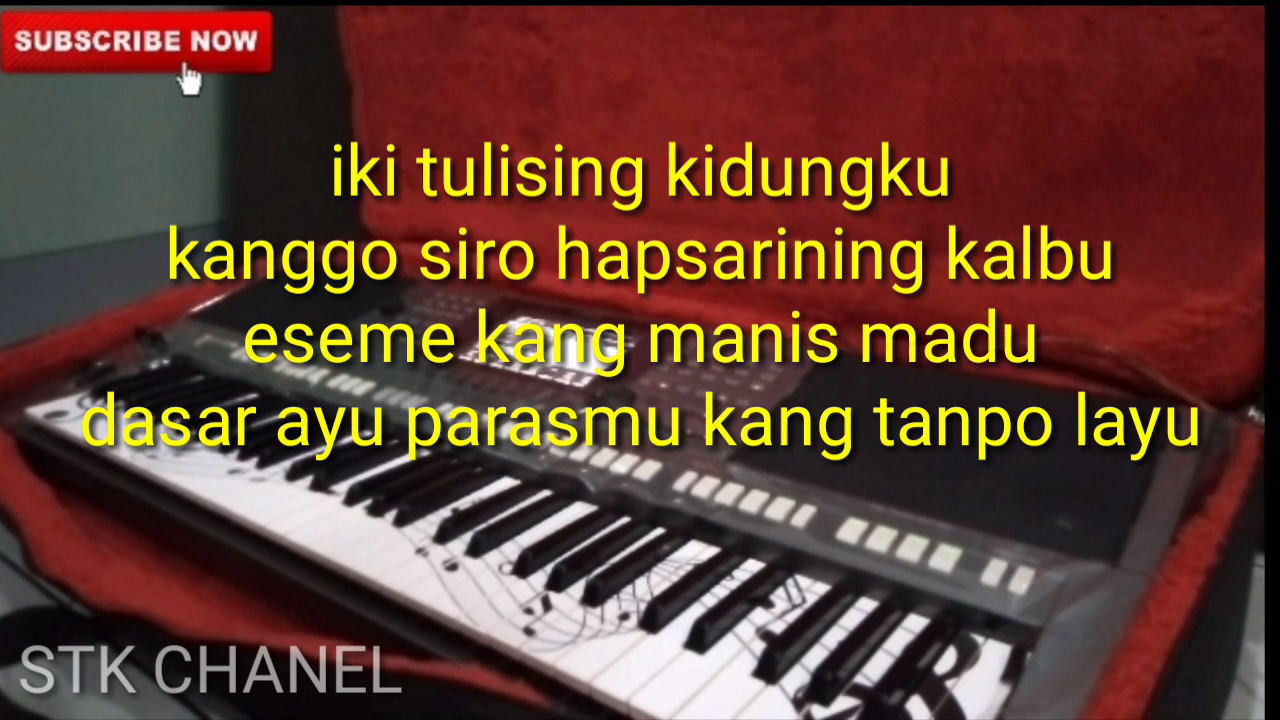 SUBSCRIBE NOW
iki tulising kidungku
kanggo siro hapsarining kalbu
eseme kang manis madu
dasar ayu parasmu kang tanpo layu
STK CHANEL